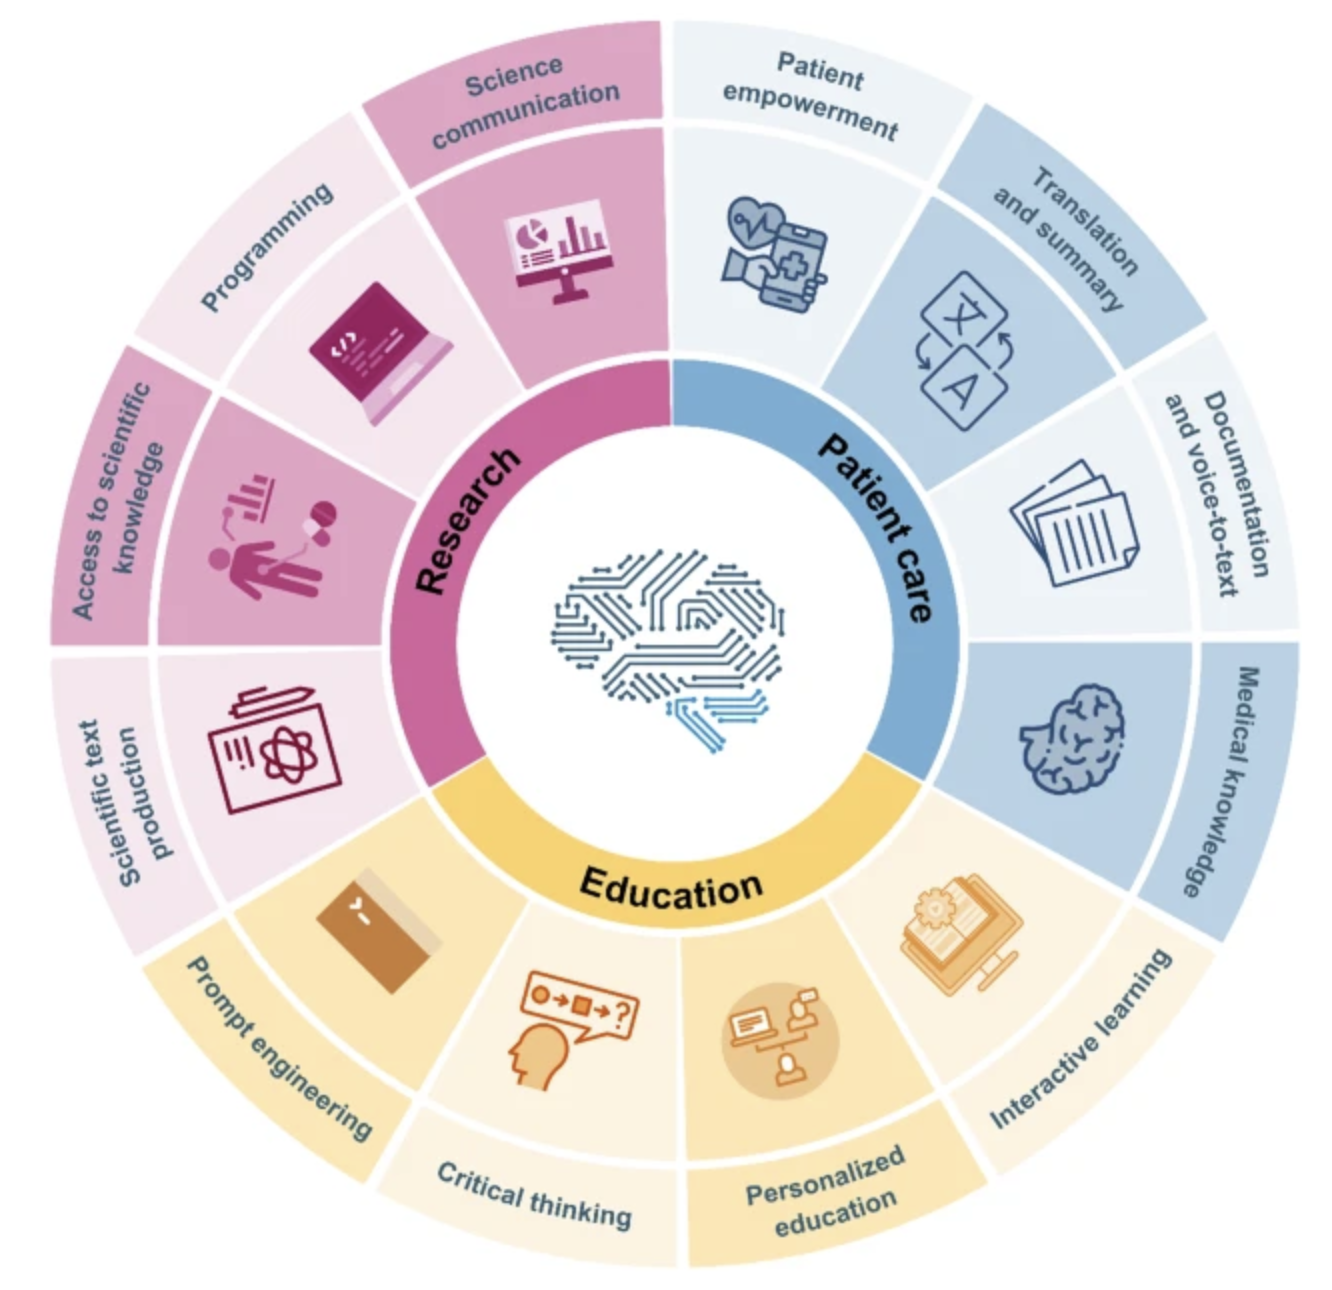 Science
communication
Patient
empowerment
Translation
and summary
Documentation
and voice-to-text
Medical knowledge
Interactive learning
Personalized
education
Critical thinking
Prompt engineering
Scientific text
production
Access to scientific
knowledge
Programming
Research
Patient care
Education